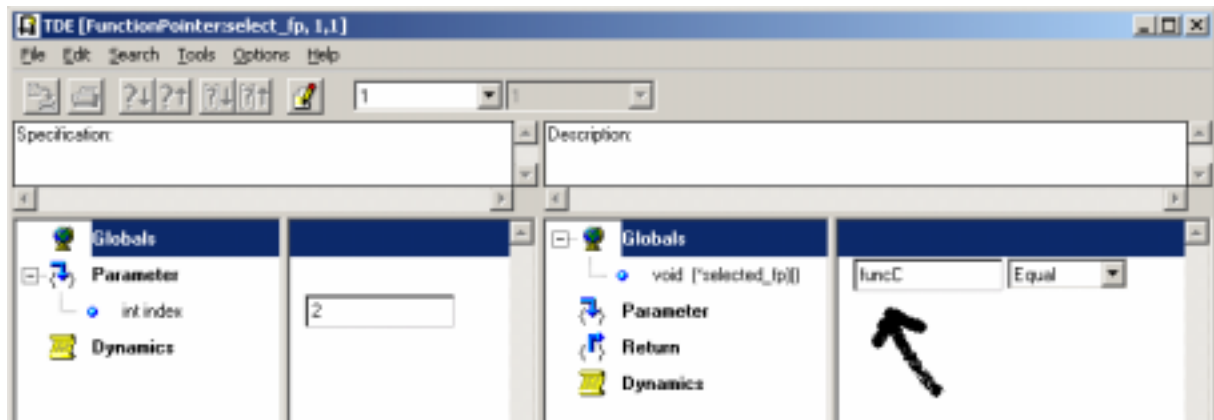 TDE [FunctionPointer:select_fp, 1,1]
File Edit Search Tools Options Help
1 1
Specification:
Description:
Globals
Parameter
int index 2
Dynamics
Globals
void (*selected_fp)() funcC Equal
Parameter
Return
Dynamics